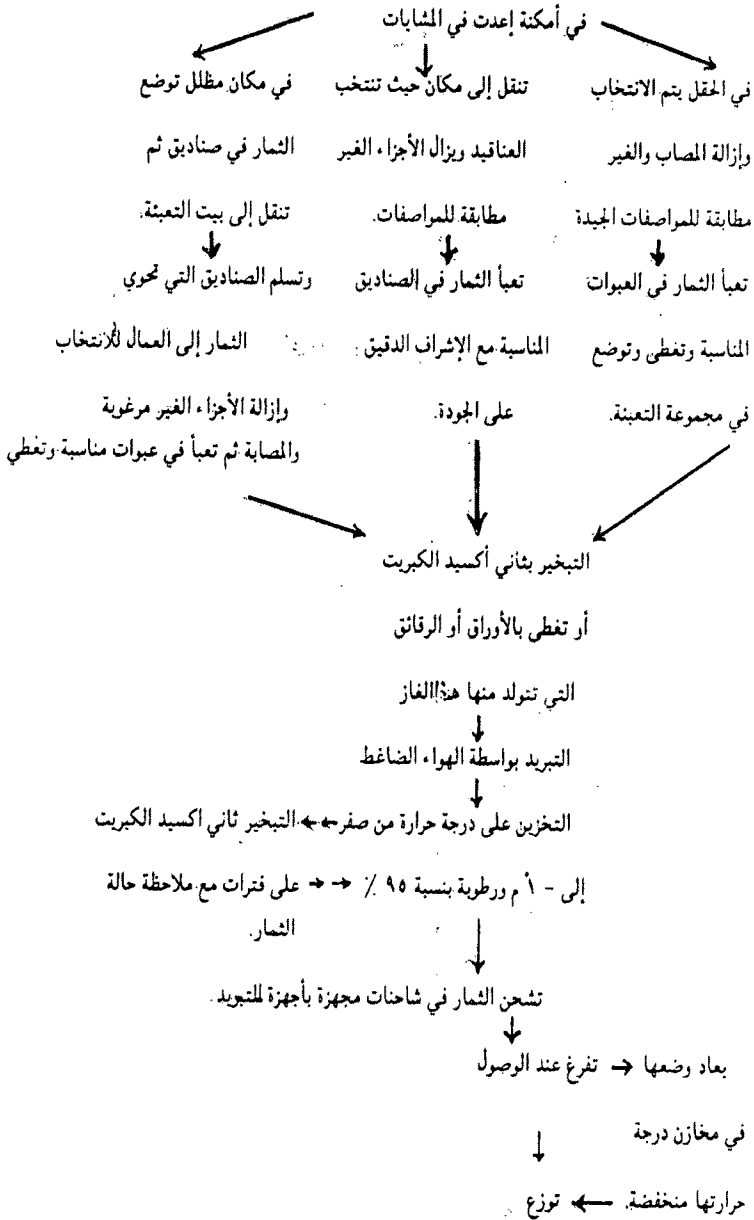 في أمكنة إعدت في المشابات
في الحقل يتم الانتخاب
وإزالة المصاب والغير
مطابقة للمواصفات الجيدة
تعبأ الثمار في العبوات
المناسبة وتغطى وتوضع
في مجموعة التعبئة.
تنقل إلى مكان حيث تنتخب
العناقيد ويزال الأجزاء الغير
مطابقة للمواصفات.
تعبأ الثمار في الصناديق
المناسبة مع الإشراف الدقيق
على الجودة.
في مكان مظلل توضع
الثمار في صناديق ثم
تنقل إلى بيت التعبئة.
وتسلم الصناديق التي تحوي
الثمار إلى العمال للانتخاب
وإزالة الأجزاء الغير مرغوبة
والمصابة ثم تعبأ في عبوات مناسبة وتغطي
التبخير بثاني أكسيد الكبريت
أو تغطى بالأوراق أو الرقائق
التي تتولد منها هذا الغاز
التبريد بواسطة الهواء الضاغط
التخزين على درجة حرارة من صفر ←← التبخير ثاني اكسيد الكبريت
إلى - ١ْ م ورطوبة بنسبة ٩٥ ٪ →→ على فترات مع ملاحظة حالة
الثمار.
تشحن الثمار في شاحنات مجهزة بأجهزة للتبريد.
يعاد وضعها → تفرغ عند الوصول
في مخازن درجة
حرارتها منخفضة. ← توزع